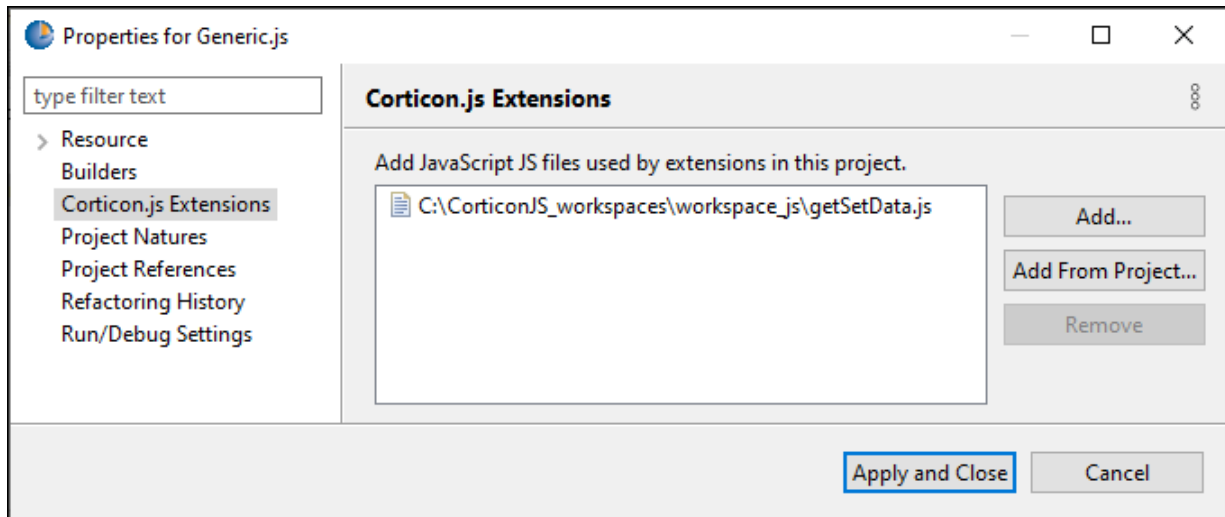 Properties for Generic.js
type filter text
Resource
Builders
Corticon.js Extensions
Project Natures
Project References
Refactoring History
Run/Debug Settings
Corticon.js Extensions
Add JavaScript JS files used by extensions in this project.
C:\CorticonJS_workspaces\workspace_js\getSetData.js
Add...
Add From Project...
Remove
Apply and Close
Cancel